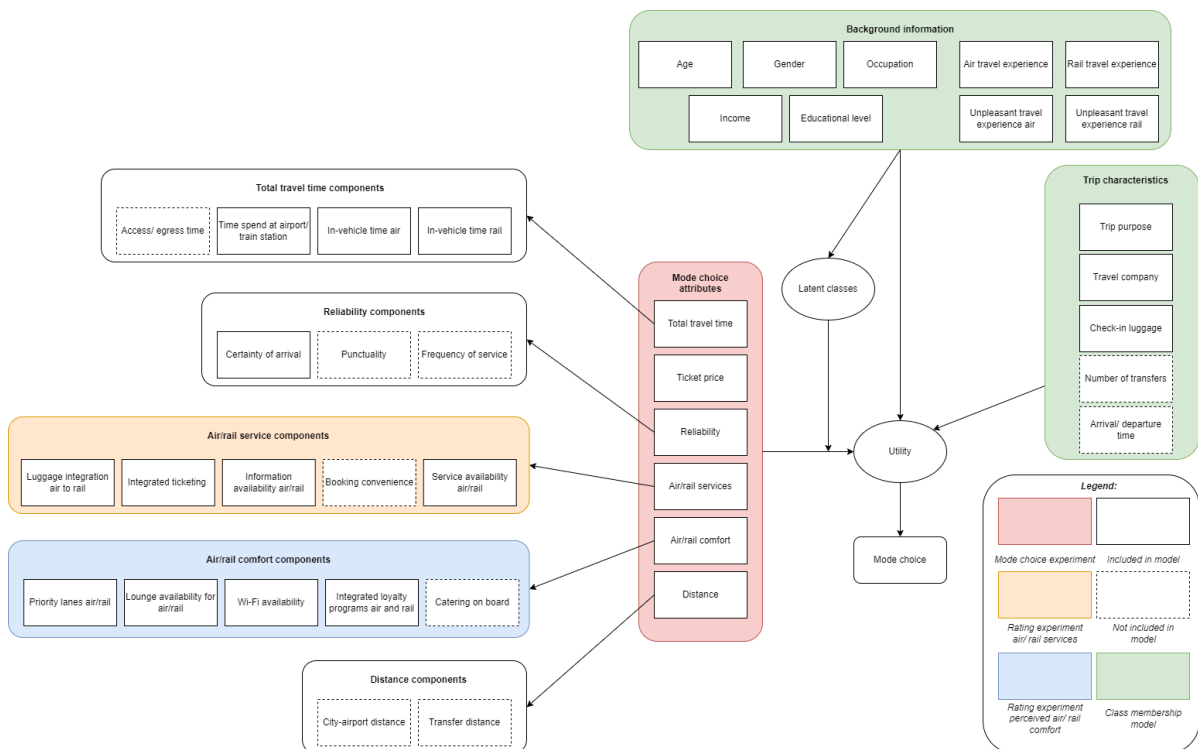 Background information
Age
Gender
Occupation
Air travel experience
Rail travel experience
Income
Educational level
Unpleasant travel
experience air
Unpleasant travel
experience rail
Total travel time components
Access/ egress time
Time spend at airport/
train station
In-vehicle time air
In-vehicle time rail
Reliability components
Certainty of arrival
Punctuality
Frequency of service
Air/rail service components
Luggage integration
air to rail
Integrated ticketing
Information
availability air/rail
Booking convenience
Service availability
air/rail
Air/rail comfort components
Priority lanes air/rail
Lounge availability for
air/rail
Wi-Fi availability
Integrated loyalty
programs air and rail
Catering on board
Distance components
City-airport distance
Transfer distance
Mode choice
attributes
Total travel time
Ticket price
Reliability
Air/rail services
Air/rail comfort
Distance
Latent classes
Utility
Mode choice
Trip characteristics
Trip purpose
Travel company
Check-in luggage
Number of transfers
Arrival/ departure
time
Legend:
Mode choice experiment
Included in model
Rating experiment
air/ rail services
Not included in
model
Rating experiment
perceived air/ rail
comfort
Class membership
model